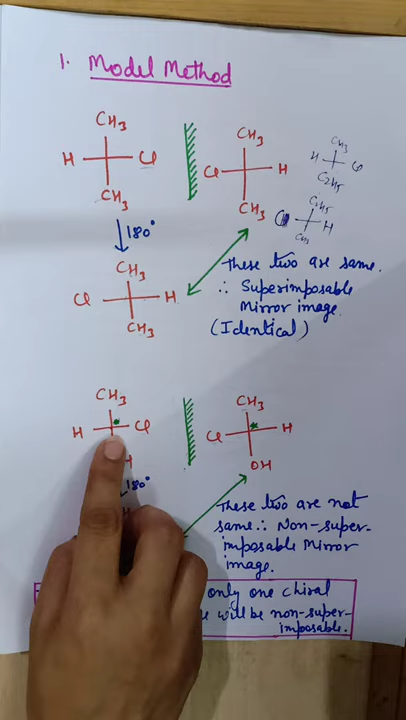 1. Model Method
CH3
H Cl
CH3
CH3
Cl H
CH3
CH3
H Cl
C2H5
C2H5
H
CH3
180°
CH3
Cl H
CH3
These two are same.
∴ Superimposable
Mirror image.
(Identical)
CH3
H Cl
H
CH3
Cl H
OH
180°
H
These two are not
same ∴ Non-super-
imposable Mirror
image.
only one chiral
will be non-super-
imposable.